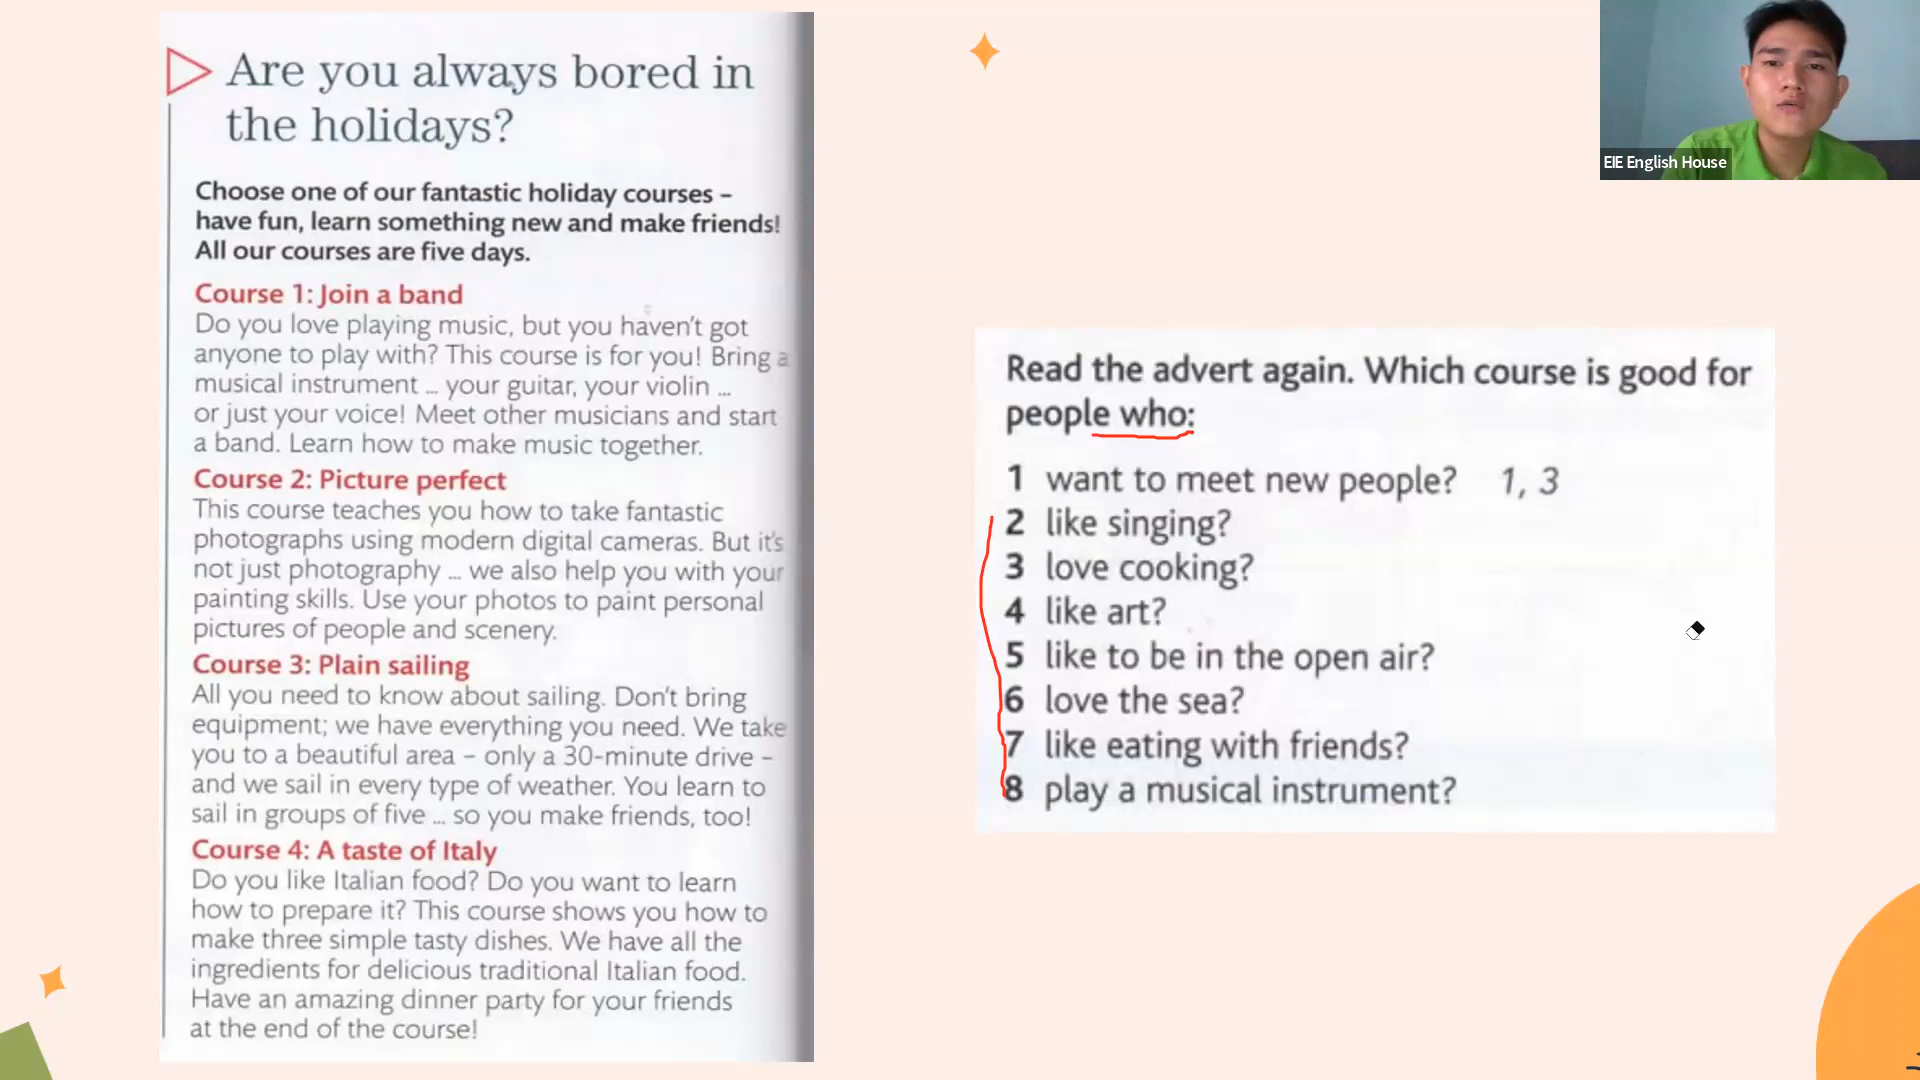 Are you always bored in
the holidays?
Choose one of our fantastic holiday courses –
have fun, learn something new and make friends!
All our courses are five days.
Course 1: Join a band
Do you love playing music, but you haven't got
anyone to play with? This course is for you! Bring a
musical instrument ... your guitar, your violin ...
or just your voice! Meet other musicians and start
a band. Learn how to make music together.
Course 2: Picture perfect
This course teaches you how to take fantastic
photographs using modern digital cameras. But it's
not just photography ... we also help you with your
painting skills. Use your photos to paint personal
pictures of people and scenery.
Course 3: Plain sailing
All you need to know about sailing. Don't bring
equipment; we have everything you need. We take
you to a beautiful area – only a 30-minute drive –
and we sail in every type of weather. You learn to
sail in groups of five ... so you make friends, too!
Course 4: A taste of Italy
Do you like Italian food? Do you want to learn
how to prepare it? This course shows you how to
make three simple tasty dishes. We have all the
ingredients for delicious traditional Italian food.
Have an amazing dinner party for your friends
at the end of the course!
Read the advert again. Which course is good for
people who:
1 want to meet new people? 1, 3
2 like singing?
3 love cooking?
4 like art?
5 like to be in the open air?
6 love the sea?
7 like eating with friends?
8 play a musical instrument?
EIE English House